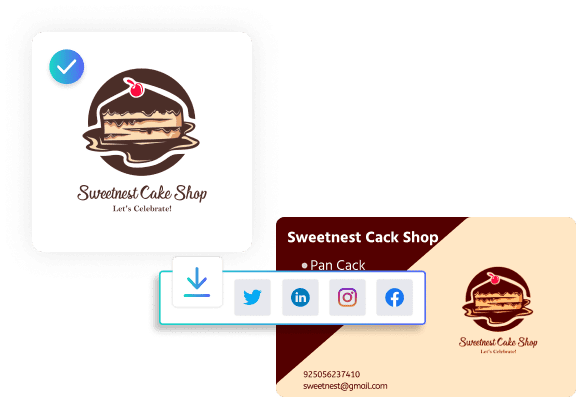 Sweetnest Cake Shop
Let's Celebrate!
Sweetnest Cack Shop
Pan Cack
Sweetnest Cake Shop
Let's Celebrate!
925056237410
sweetnest@gmail.com